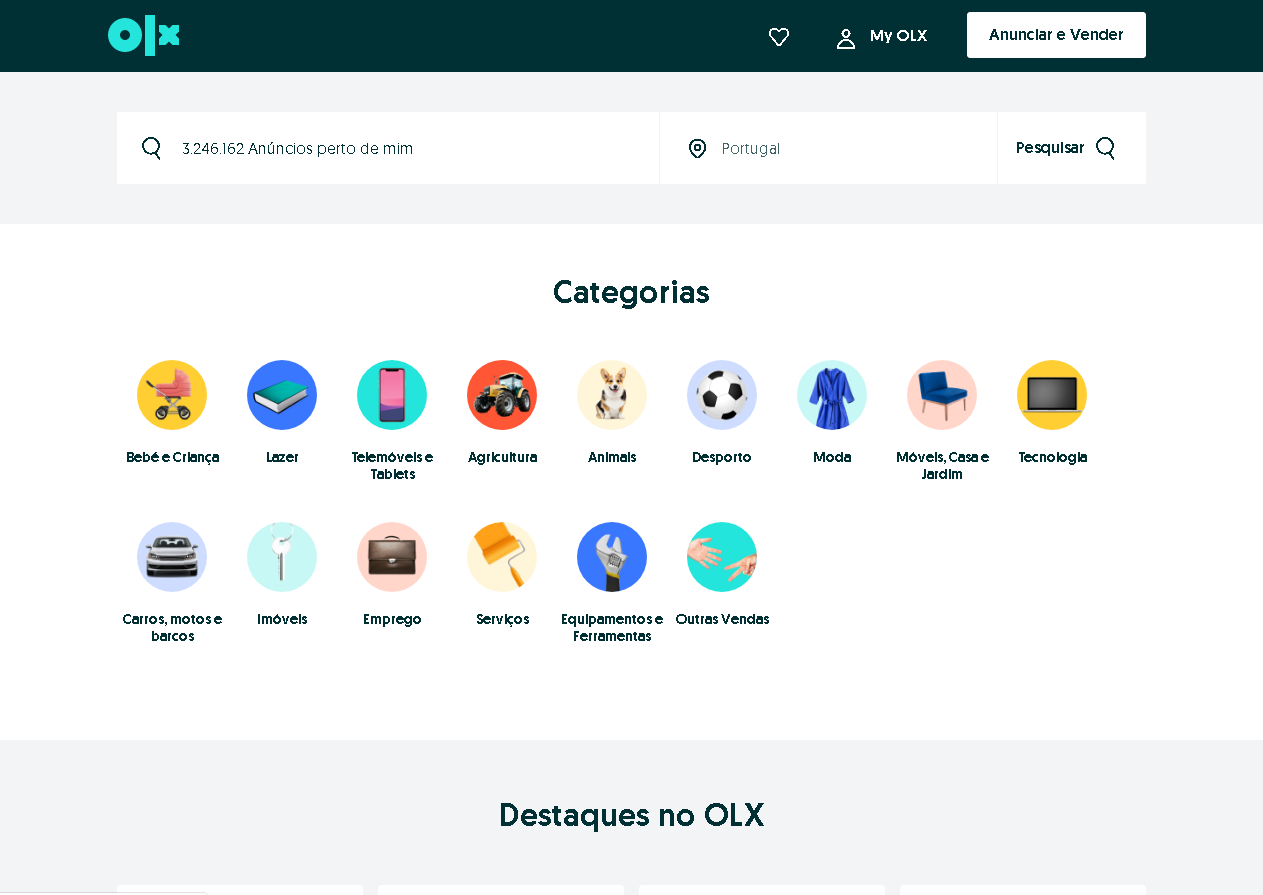 olx
My OLX
Anunciar e Vender
3.246.162 Anúncios perto de mim
Portugal
Pesquisar
Categorias
Bebé e Criança
Lazer
Telemóveis e
Tablets
Agricultura
Animais
Desporto
Moda
Móveis, Casa e
Jardim
Tecnologia
Carros, motos e
barcos
Imóveis
Emprego
Serviços
Equipamentos e
Ferramentas
Outras Vendas
Destaques no OLX